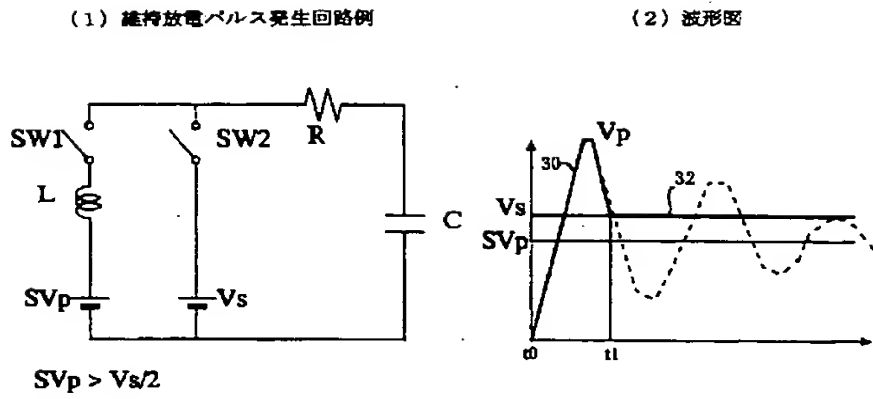 (1) 維持放電パルス発生回路例
(2) 波形図
SW1
SW2
R
L
C
SVp
Vs
SVp > Vs/2
Vp
30
32
Vs
SVp
t0
t1